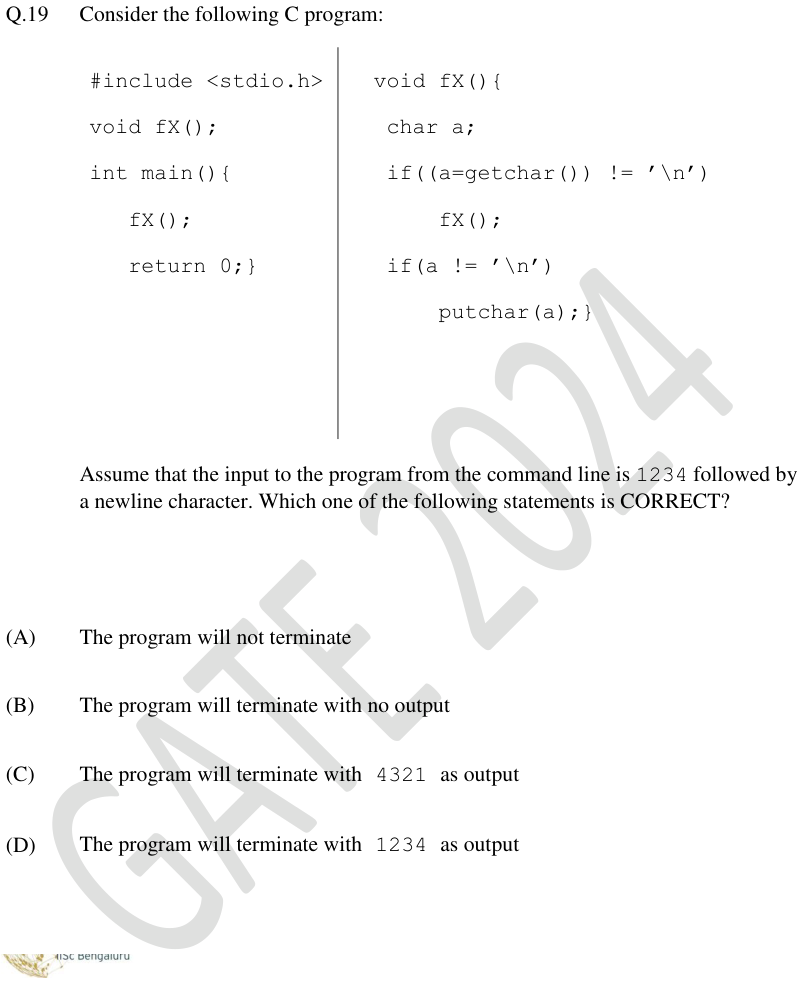 Q.19 Consider the following C program:
#include <stdio.h>
void fX();
int main(){
fX();
return 0;}
void fX(){
char a;
if((a=getchar()) != '\n')
fX();
if(a != '\n')
putchar(a);}
Assume that the input to the program from the command line is 1234 followed by
a newline character. Which one of the following statements is CORRECT?
(A) The program will not terminate
(B) The program will terminate with no output
(C) The program will terminate with 4321 as output
(D) The program will terminate with 1234 as output
GATE 2024
IISc Bengaluru